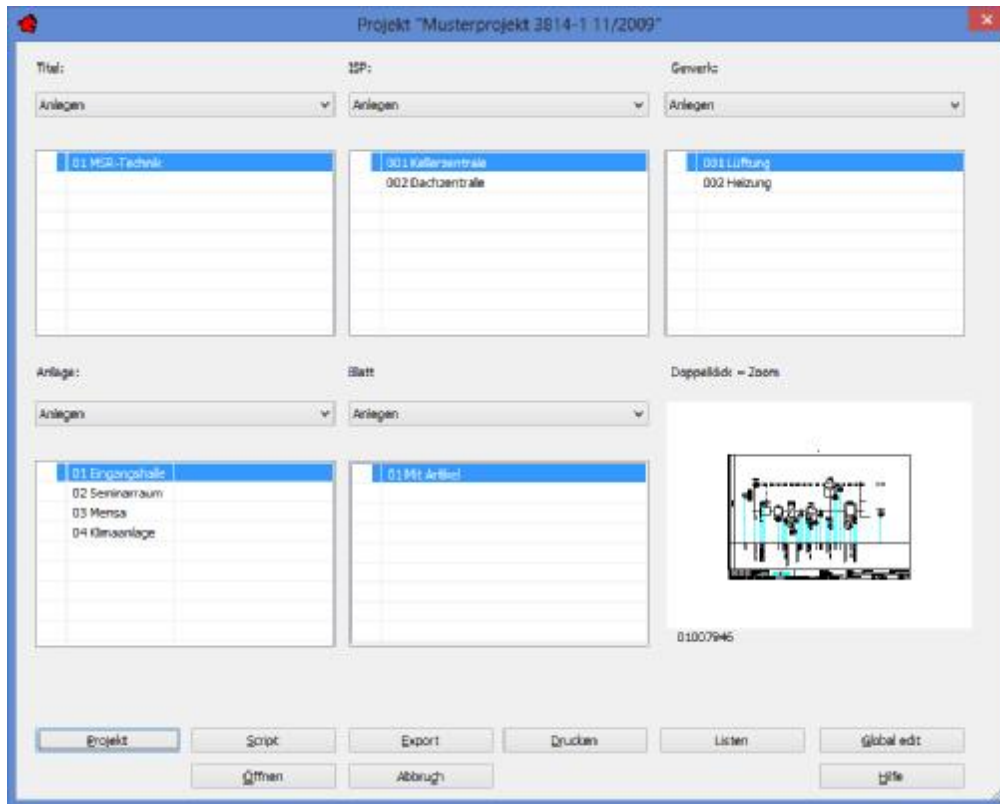 Projekt "Musterprojekt 3814-1 11/2009"
Titel:
ISP:
Gewerk:
Anlegen
Anlegen
Anlegen
01 MSR-Technik
001 Kellerzentrale
001 Lüftung
002 Dachzentralle
002 Heizung
Anlage:
Blatt
Doppelklick = Zoom
Anlegen
Anlegen
01 Eingangshalle
01 Mit Artikel
02 Seminarraum
03 Mensa
04 Klimaanlage
01007946
Projekt
Script
Export
Drucken
Listen
Global edit
Öffnen
Abbruch
Hilfe